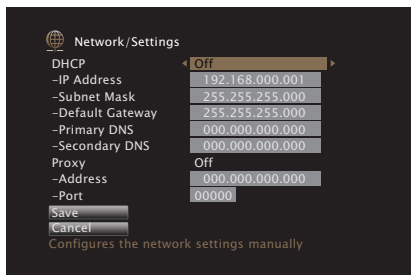 Network/Settings
DHCP Off
–IP Address 192.168.000.001
–Subnet Mask 255.255.255.000
–Default Gateway 255.255.255.000
–Primary DNS 000.000.000.000
–Secondary DNS 000.000.000.000
Proxy Off
–Address 000.000.000.000
–Port 00000
Save
Cancel
Configures the network settings manually